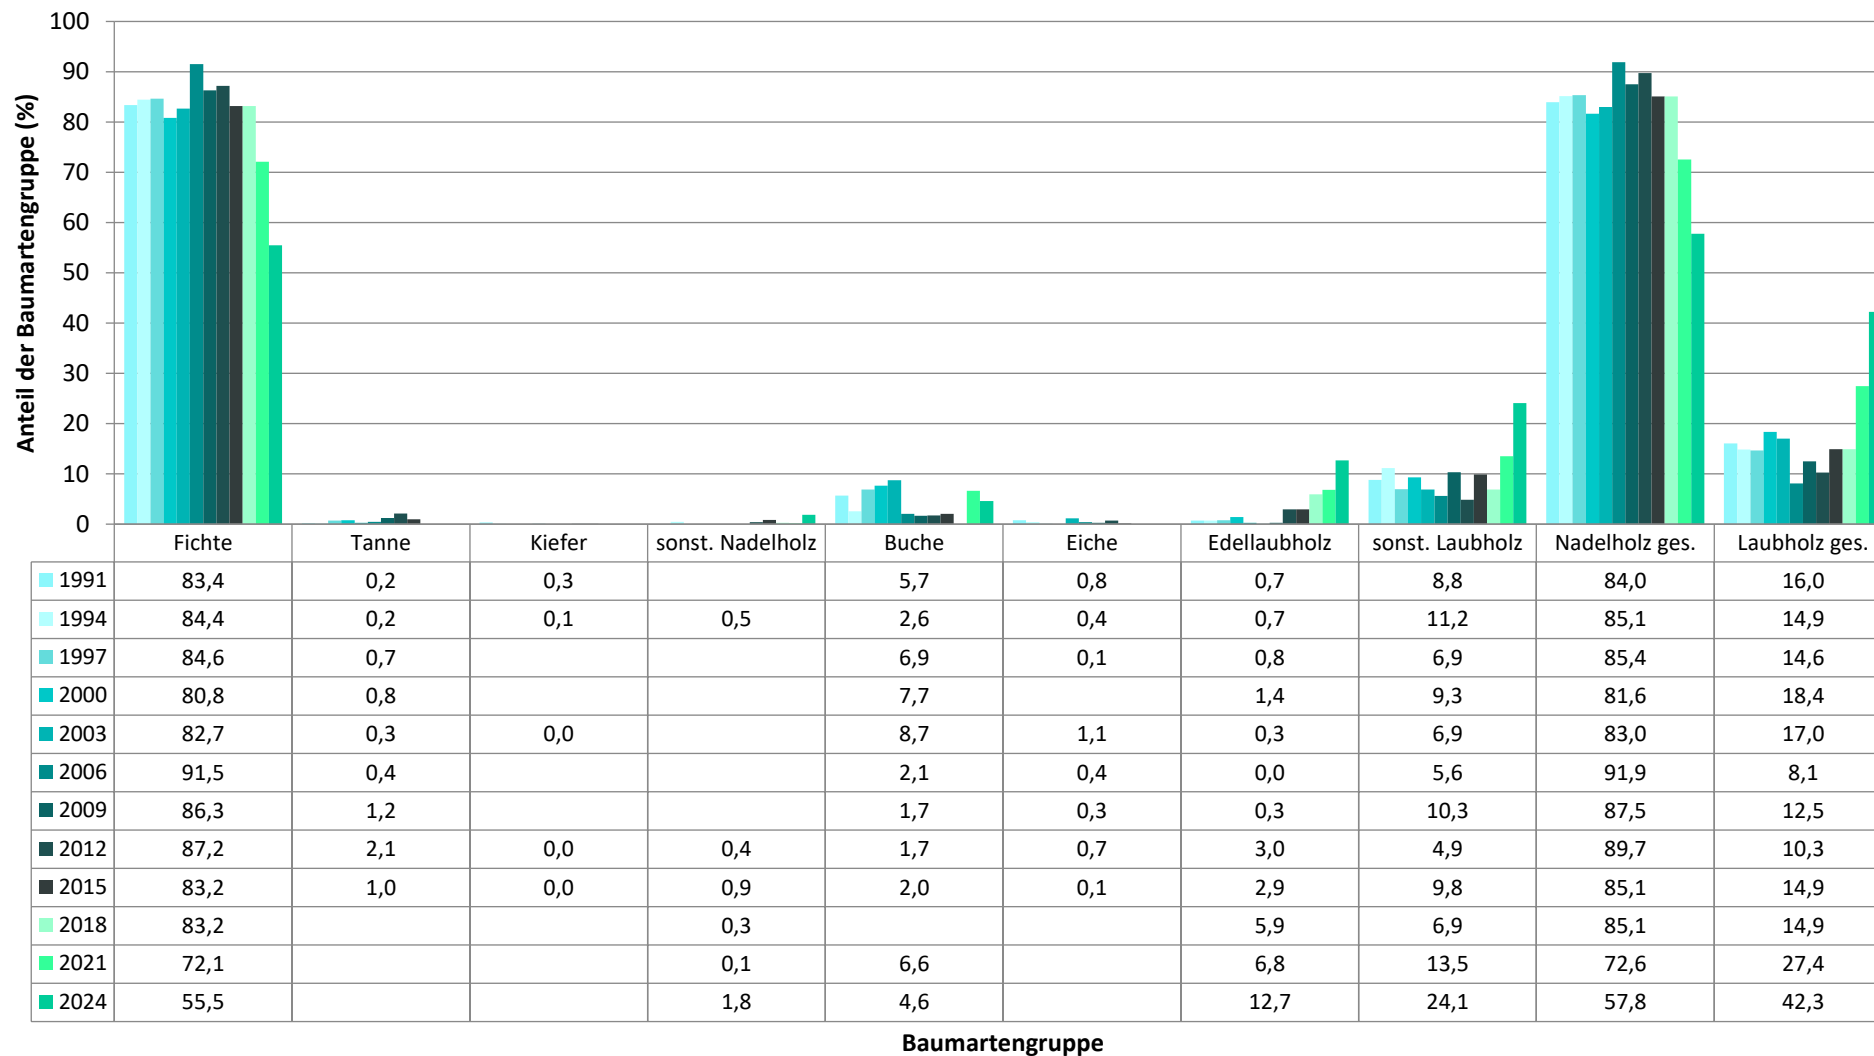 100
90
80
70
60
50
40
30
20
10
0
Anteil der Baumartengruppe (%)
Fichte Tanne Kiefer sonst. Nadelholz Buche Eiche Edellaubholz sonst. Laubholz Nadelholz ges. Laubholz ges.
1991 83,4 0,2 0,3 5,7 0,8 0,7 8,8 84,0 16,0
1994 84,4 0,2 0,1 0,5 2,6 0,4 0,7 11,2 85,1 14,9
1997 84,6 0,7 6,9 0,1 0,8 6,9 85,4 14,6
2000 80,8 0,8 7,7 1,4 9,3 81,6 18,4
2003 82,7 0,3 0,0 8,7 1,1 0,3 6,9 83,0 17,0
2006 91,5 0,4 2,1 0,4 0,0 5,6 91,9 8,1
2009 86,3 1,2 1,7 0,3 0,3 10,3 87,5 12,5
2012 87,2 2,1 0,0 0,4 1,7 0,7 3,0 4,9 89,7 10,3
2015 83,2 1,0 0,0 0,9 2,0 0,1 2,9 9,8 85,1 14,9
2018 83,2 0,3 5,9 6,9 85,1 14,9
2021 72,1 0,1 6,6 6,8 13,5 72,6 27,4
2024 55,5 1,8 4,6 12,7 24,1 57,8 42,3
Baumartengruppe